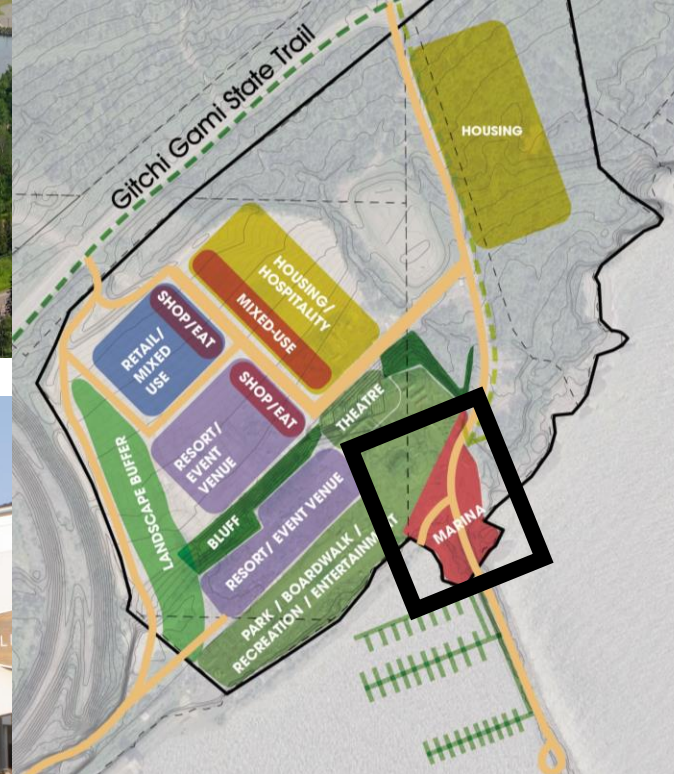 Gitchi Gami State Trail
HOUSING
HOUSING/
HOSPITALITY
MIXED-USE
SHOP/EAT
RETAIL/
MIXED
USE
SHOP/EAT
RESORT/
EVENT
VENUE
THEATRE
LANDSCAPE BUFFER
BLUFF
RESORT/ EVENT VENUE
PARK / BOARDWALK /
RECREATION / ENTERTAINMENT
MARINA